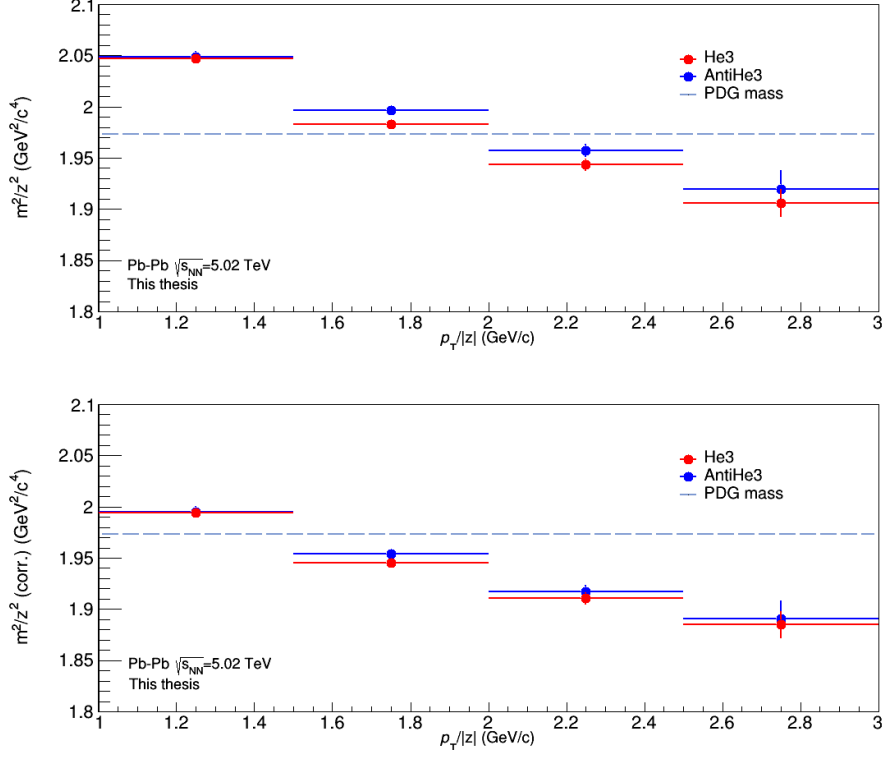 2.1
2.05
2
1.95
1.9
1.85
1.8
m²/z² (GeV²/c⁴)
He3
AntiHe3
PDG mass
Pb-Pb √s_NN=5.02 TeV
This thesis
1 1.2 1.4 1.6 1.8 2 2.2 2.4 2.6 2.8 3
p_T/|z| (GeV/c)
2.1
2.05
2
1.95
1.9
1.85
1.8
m²/z² (corr.) (GeV²/c⁴)
He3
AntiHe3
PDG mass
Pb-Pb √s_NN=5.02 TeV
This thesis
1 1.2 1.4 1.6 1.8 2 2.2 2.4 2.6 2.8 3
p_T/|z| (GeV/c)